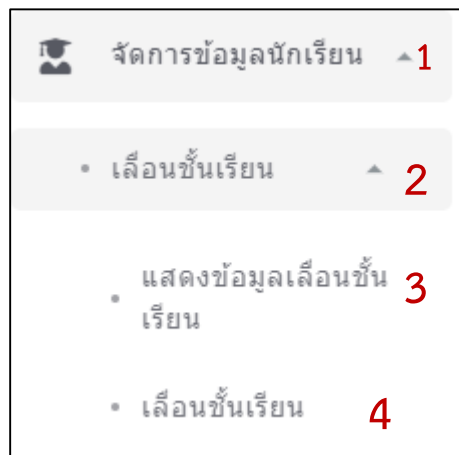 จัดการข้อมูลนักเรียน 1
เลื่อนชั้นเรียน 2
แสดงข้อมูลเลื่อนชั้น 3
เรียน
เลื่อนชั้นเรียน 4